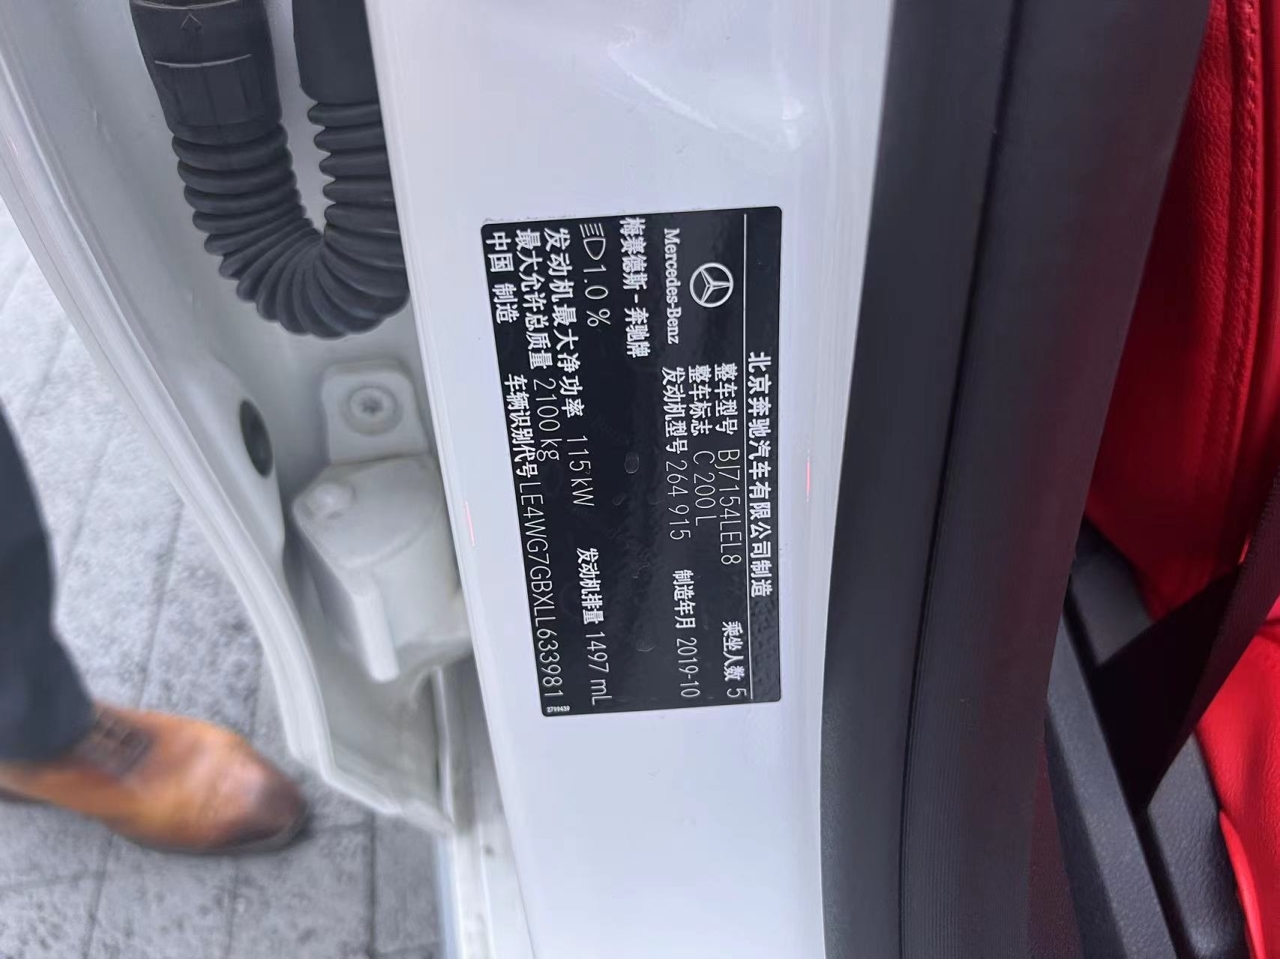 北京奔驰汽车有限公司制造
整车型号 BJ7154LEL8 乘坐人数 5
整车标志 C 200 L
Mercedes-Benz 发动机型号 264 915 制造年月 2019-10
梅赛德斯-奔驰牌
1.0 %
发动机最大净功率 115 kW 发动机排量 1497 mL
最大允许总质量 2100 kg
中国 制造 车辆识别代号 LE4WG7GBXLL633981